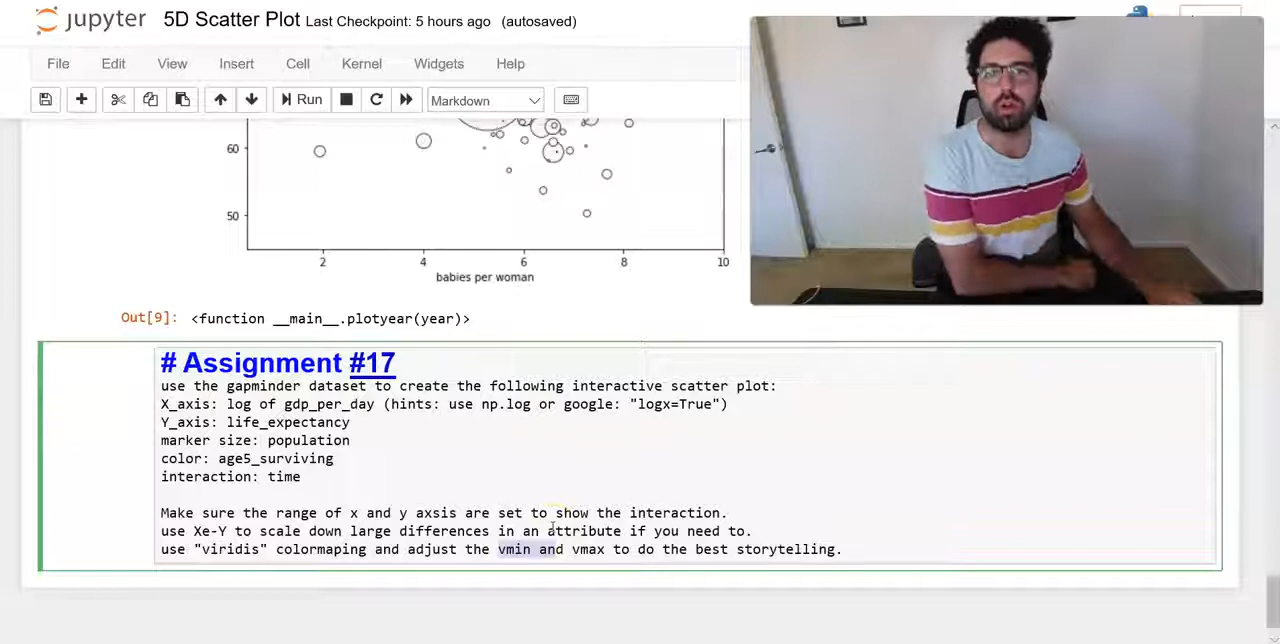 jupyter 5D Scatter Plot Last Checkpoint: 5 hours ago (autosaved)
File Edit View Insert Cell Kernel Widgets Help
Run Markdown
60
50
2 4 6 8 10
babies per woman
Out[9]: <function __main__.plotyear(year)>
# Assignment #17
use the gapminder dataset to create the following interactive scatter plot:
X_axis: log of gdp_per_day (hints: use np.log or google: "logx=True")
Y_axis: life_expectancy
marker size: population
color: age5_surviving
interaction: time
Make sure the range of x and y axsis are set to show the interaction.
use Xe-Y to scale down large differences in an attribute if you need to.
use "viridis" colormaping and adjust the vmin and vmax to do the best storytelling.